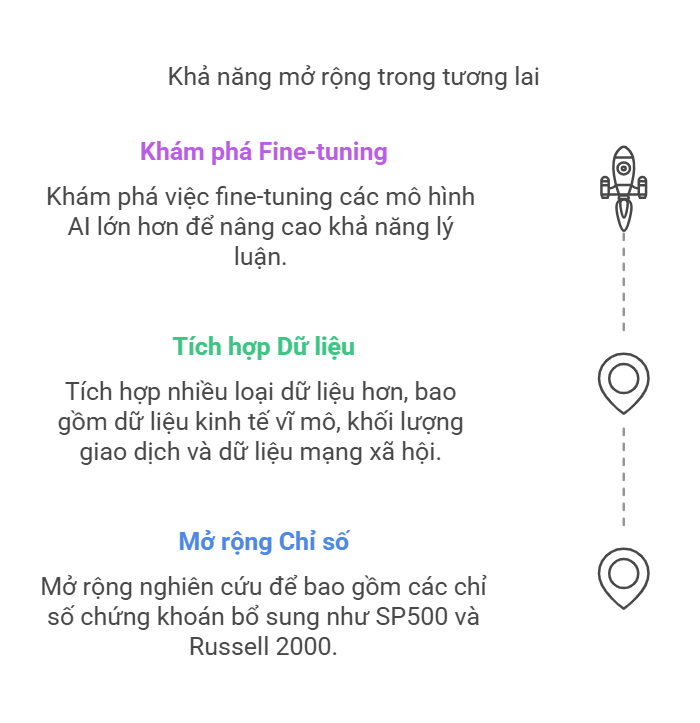 Khả năng mở rộng trong tương lai
Khám phá Fine-tuning
Khám phá việc fine-tuning các mô hình
AI lớn hơn để nâng cao khả năng lý
luận.
Tích hợp Dữ liệu
Tích hợp nhiều loại dữ liệu hơn, bao
gồm dữ liệu kinh tế vĩ mô, khối lượng
giao dịch và dữ liệu mạng xã hội.
Mở rộng Chỉ số
Mở rộng nghiên cứu để bao gồm các chỉ
số chứng khoán bổ sung như SP500 và
Russell 2000.